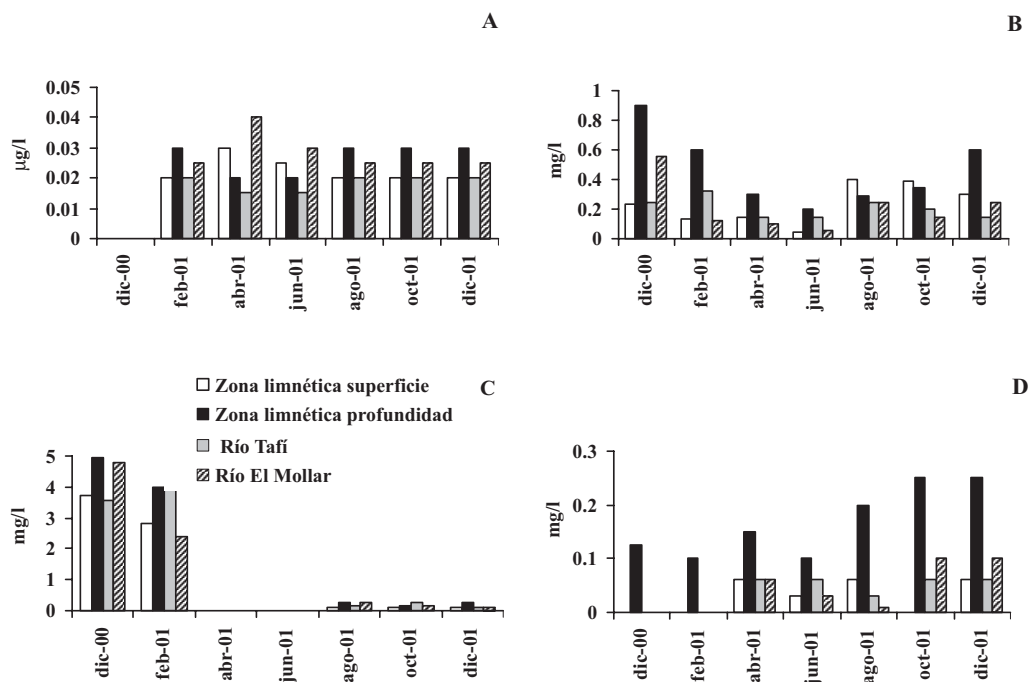 A
µg/l
0.05
0.04
0.03
0.02
0.01
0
dic-00
feb-01
abr-01
jun-01
ago-01
oct-01
dic-01
B
mg/l
1
0.8
0.6
0.4
0.2
0
dic-00
feb-01
abr-01
jun-01
ago-01
oct-01
dic-01
C
Zona limnética superficie
Zona limnética profundidad
Río Tafí
Río El Mollar
mg/l
5
4
3
2
1
0
dic-00
feb-01
abr-01
jun-01
ago-01
oct-01
dic-01
D
mg/l
0.3
0.2
0.1
0
dic-00
feb-01
abr-01
jun-01
ago-01
oct-01
dic-01